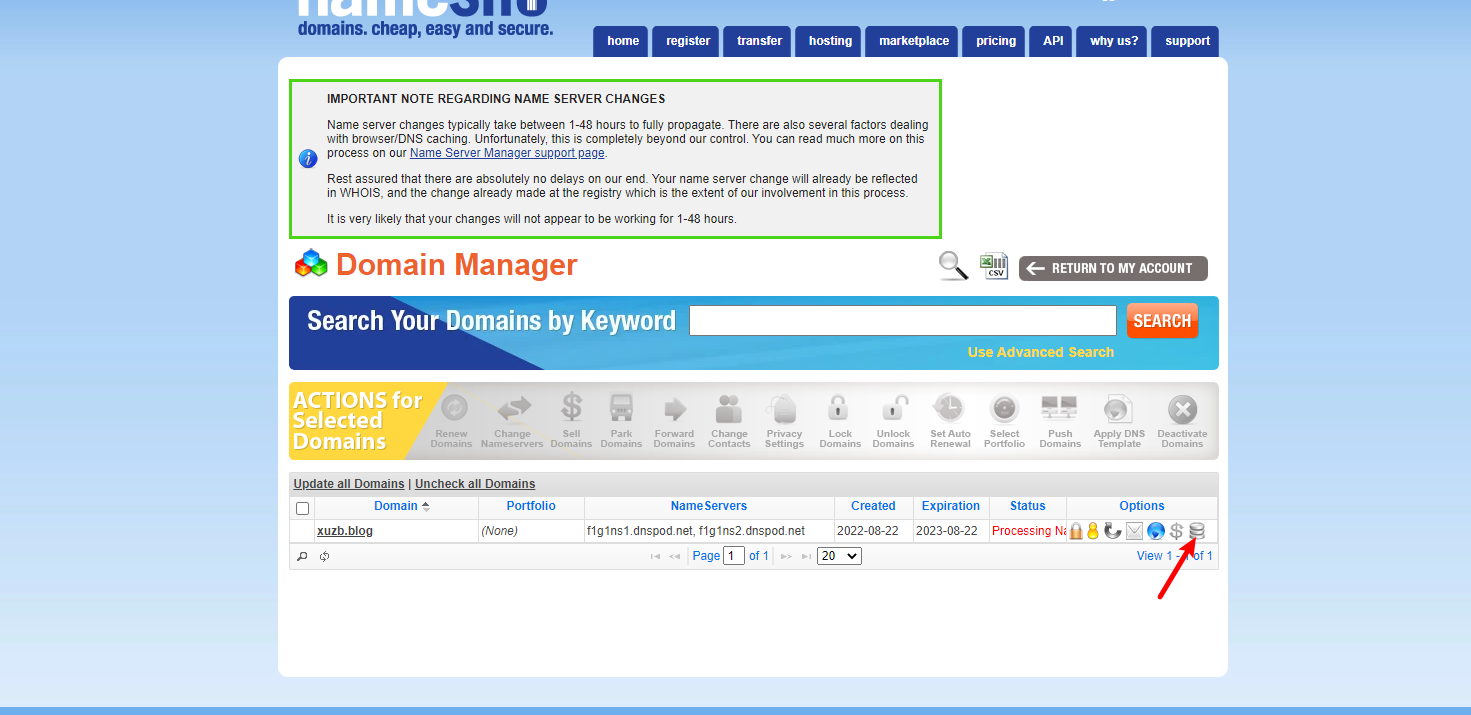 namesilo
domains. cheap, easy and secure.
home register transfer hosting marketplace pricing API why us? support
IMPORTANT NOTE REGARDING NAME SERVER CHANGES
Name server changes typically take between 1-48 hours to fully propagate. There are also several factors dealing
with browser/DNS caching. Unfortunately, this is completely beyond our control. You can read much more on this
process on our Name Server Manager support page.
Rest assured that there are absolutely no delays on our end. Your name server change will already be reflected
in WHOIS, and the change already made at the registry which is the extent of our involvement in this process.
It is very likely that your changes will not appear to be working for 1-48 hours.
Domain Manager
CSV
RETURN TO MY ACCOUNT
Search Your Domains by Keyword
SEARCH
Use Advanced Search
ACTIONS for
Selected
Domains
Renew Domains
Change Nameservers
Sell Domains
Park Domains
Forward Domains
Change Contacts
Privacy Settings
Lock Domains
Unlock Domains
Set Auto Renewal
Select Portfolio
Push Domains
Apply DNS Template
Deactivate Domains
Update all Domains | Uncheck all Domains
Domain Portfolio NameServers Created Expiration Status Options
xuzb.blog (None) f1g1ns1.dnspod.net, f1g1ns2.dnspod.net 2022-08-22 2023-08-22 Processing Na
Page 1 of 1 20 View 1 - 1 of 1